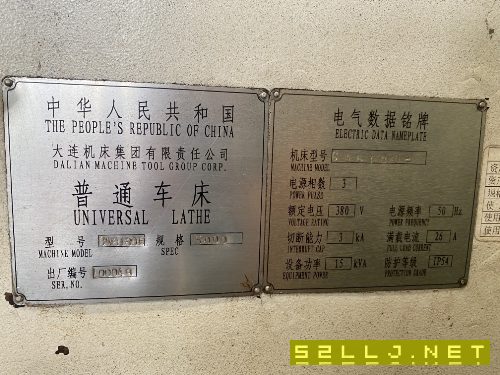 中华人民共和国
THE PEOPLE'S REPUBLIC OF CHINA
大连机床集团有限责任公司
DALIAN MACHINE TOOL GROUP CORP.
普通车床
UNIVERSAL LATHE
型 号 规 格
MACHINE MODEL SPEC
出厂编号
SER. NO.
电气数据铭牌
ELECTRIC DATA NAMEPLATE
机床型号
MACHINE MODEL
电源相数 3
POWER PHASE
额定电压 380 V 电源频率 50 Hz
VOLTAGE RATING POWER FREQUENCY
切断能力 3 kA 满载电流 26 A
INTERRUPT CAP FULL LOAD CURRENT
设备功率 15 kVA 防护等级 IP54
EQUIPMENT POWER PROTECTION GRADE
52LLJ.NET